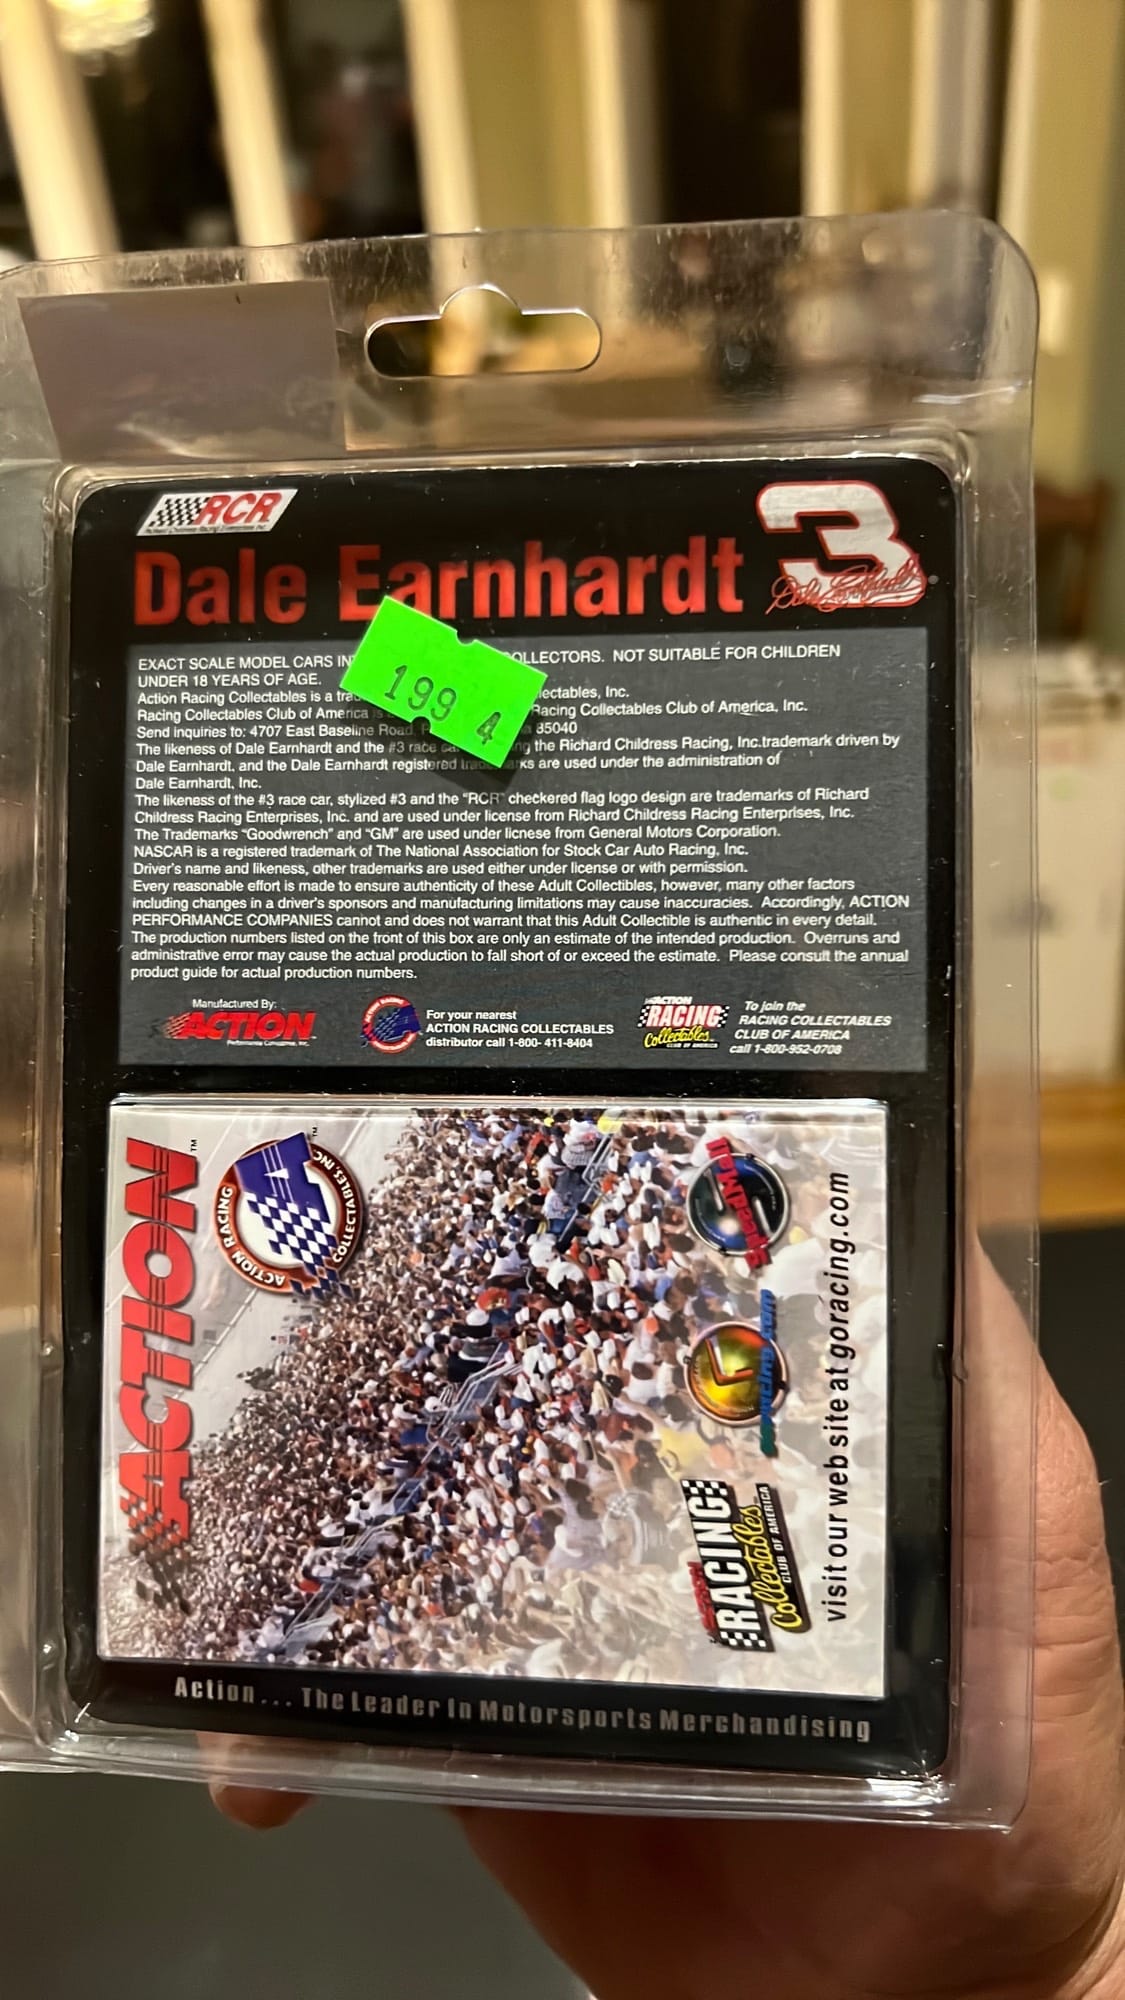 RCR
Dale Earnhardt
3
EXACT SCALE MODEL CARS IN OLLECTORS. NOT SUITABLE FOR CHILDREN
UNDER 18 YEARS OF AGE.
199 4
Action Racing Collectables is a lectables, Inc.
Racing Collectables Club of America is Racing Collectables Club of America, Inc.
Send inquiries to: 4707 East Baseline Road, 85040
The likeness of Dale Earnhardt and the #3 race the Richard Childress Racing, Inc.trademark driven by
Dale Earnhardt, and the Dale Earnhardt registered are used under the administration of
Dale Earnhardt, Inc.
The likeness of the #3 race car, stylized #3 and the "RCR" checkered flag logo design are trademarks of Richard
Childress Racing Enterprises, Inc. and are used under license from Richard Childress Racing Enterprises, Inc.
The Trademarks "Goodwrench" and "GM" are used under licnese from General Motors Corporation.
NASCAR is a registered trademark of The National Association for Stock Car Auto Racing, Inc.
Driver's name and likeness, other trademarks are used either under license or with permission.
Every reasonable effort is made to ensure authenticity of these Adult Collectibles, however, many other factors
including changes in a driver's sponsors and manufacturing limitations may cause inaccuracies. Accordingly, ACTION
PERFORMANCE COMPANIES cannot and does not warrant that this Adult Collectible is authentic in every detail.
The production numbers listed on the front of this box are only an estimate of the intended production. Overruns and
administrative error may cause the actual production to fall short of or exceed the estimate. Please consult the annual
product guide for actual production numbers.
Manufactured By:
ACTION
For your nearest
ACTION RACING COLLECTABLES
distributor call 1-800- 411-8404
ACTION
RACING
Collectables
CLUB OF AMERICA
To join the
RACING COLLECTABLES
CLUB OF AMERICA
call 1-800-952-0708
ACTION™
ACTION RACING COLLECTABLES, INC.
SpeedMall
goracing.com
ACTION
RACING
Collectables
CLUB OF AMERICA
visit our web site at goracing.com
Action... The Leader In Motorsports Merchandising